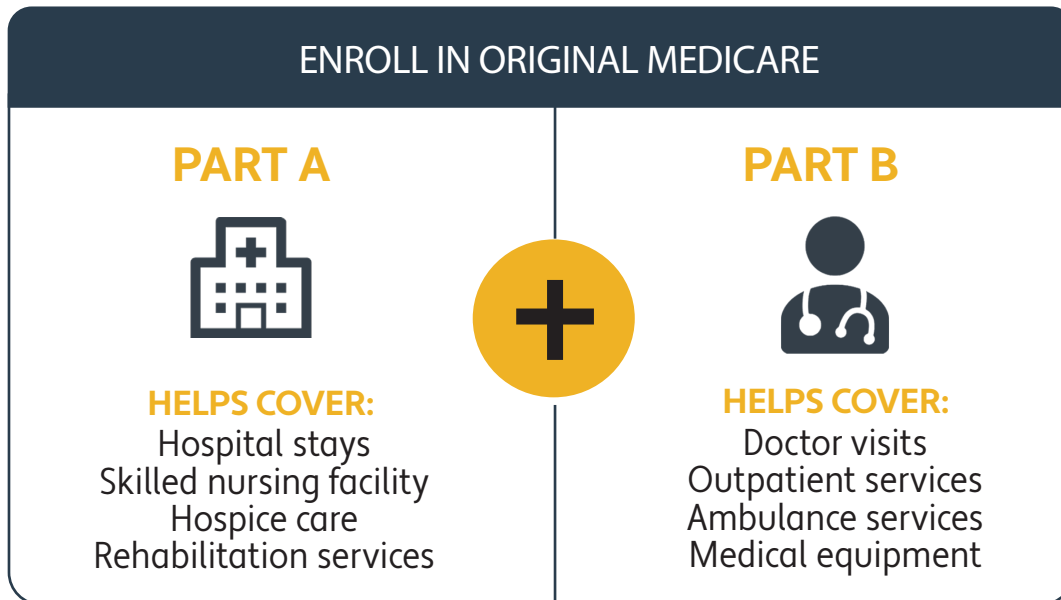 ENROLL IN ORIGINAL MEDICARE
PART A
HELPS COVER:
Hospital stays
Skilled nursing facility
Hospice care
Rehabilitation services
PART B
HELPS COVER:
Doctor visits
Outpatient services
Ambulance services
Medical equipment